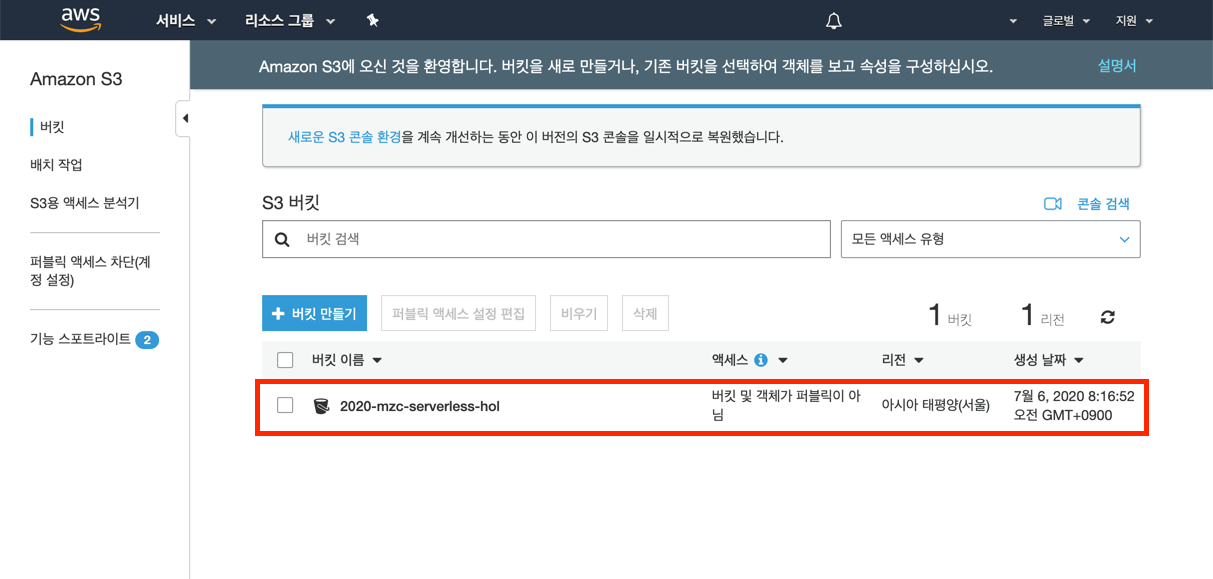 aws 서비스 리소스 그룹 글로벌 지원
Amazon S3에 오신 것을 환영합니다. 버킷을 새로 만들거나, 기존 버킷을 선택하여 객체를 보고 속성을 구성하십시오. 설명서
Amazon S3
버킷
배치 작업
S3용 액세스 분석기
퍼블릭 액세스 차단(계
정 설정)
기능 스포트라이트 2
새로운 S3 콘솔 환경을 계속 개선하는 동안 이 버전의 S3 콘솔을 일시적으로 복원했습니다.
S3 버킷 콘솔 검색
버킷 검색 모든 액세스 유형
버킷 만들기 퍼블릭 액세스 설정 편집 비우기 삭제 1 버킷 1 리전
버킷 이름 액세스 리전 생성 날짜
2020-mzc-serverless-hol
버킷 및 객체가 퍼블릭이 아
님
아시아 태평양(서울)
7월 6, 2020 8:16:52
오전 GMT+0900